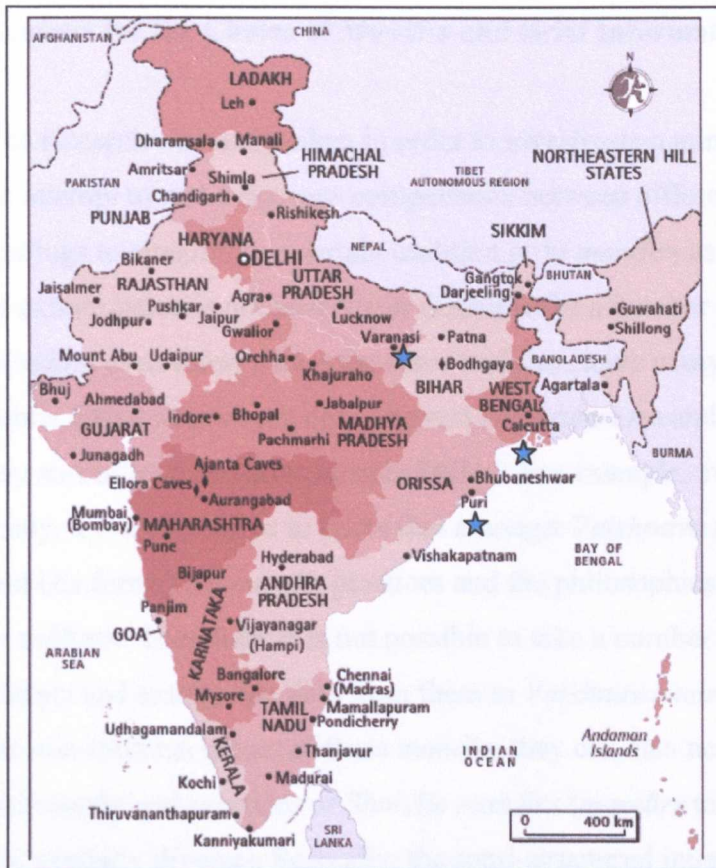 AFGHANISTAN
CHINA
LADAKH
Leh
N
Dharamsala
Manali
HIMACHAL
PRADESH
NORTHEASTERN HILL
STATES
Amritsar
Shimla
TIBET
AUTONOMOUS REGION
Chandigarh
PUNJAB
Rishikesh
HARYANA
NEPAL
SIKKIM
Bikaner
DELHI
UTTAR
PRADESH
Gangtok
BHUTAN
Jaisalmer
RAJASTHAN
Agra
Darjeeling
Guwahati
Jodhpur
Pushkar
Jaipur
Lucknow
Shillong
Gwalior
Varanasi
Patna
Mount Abu
Udaipur
Orchha
BANGLADESH
Khajuraho
BIHAR
Bodhgaya
WEST
BENGAL
Agartala
Bhuj
Ahmedabad
Indore
Bhopal
Jabalpur
Calcutta
GUJARAT
Pachmarhi
MADHYA
PRADESH
Junagadh
BURMA
Ajanta Caves
ORISSA
Ellora Caves
Bhubaneshwar
Aurangabad
Puri
Mumbai
(Bombay)
MAHARASHTRA
Pune
Hyderabad
Vishakapatnam
BAY OF
BENGAL
Bijapur
ANDHRA
PRADESH
Panjim
GOA
KARNATAKA
Vijayanagar
(Hampi)
ARABIAN
SEA
Bangalore
Chennai
(Madras)
Mysore
TAMIL
NADU
Mamallapuram
Pondicherry
Udhagamandalam
Andaman
Islands
KERALA
Thanjavur
INDIAN
OCEAN
Kochi
Madurai
Thiruvananthapuram
0 400 km
Kanniyakumari
SRI
LANKA